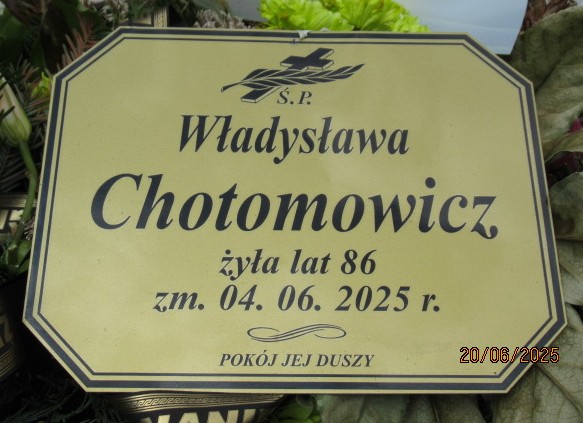 Ś.P.
Władysława
Chotomowicz
żyła lat 86
zm. 04. 06. 2025 r.
POKÓJ JEJ DUSZY
20/06/2025